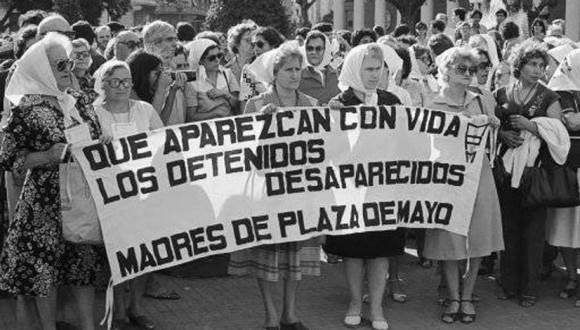 QUE APAREZCAN CON VIDA
LOS DETENIDOS
DESAPARECIDOS
MADRES DE PLAZA DE MAYO